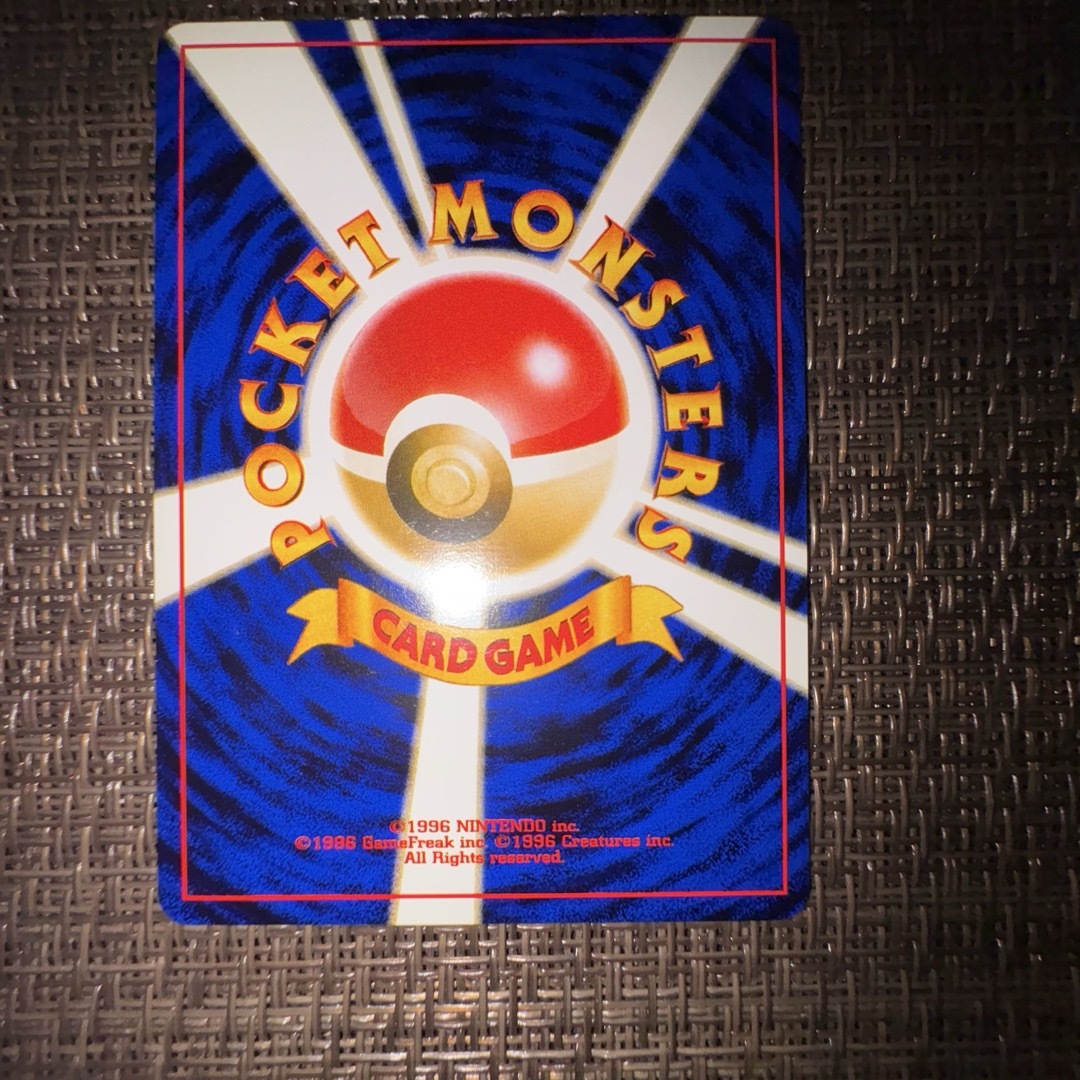 POCKET MONSTERS
CARD GAME
©1996 NINTENDO inc.
©1996 GameFreak inc. ©1996 Creatures inc.
All Rights reserved.